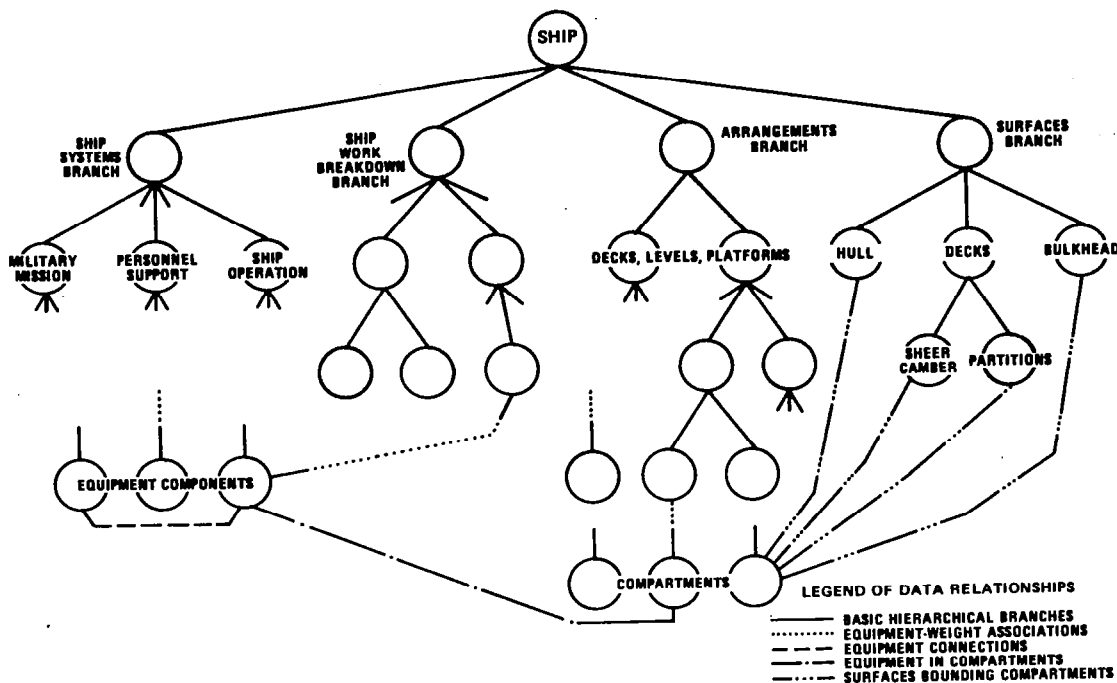 SHIP
SHIP
SYSTEMS
BRANCH
SHIP
WORK
BREAKDOWN
BRANCH
ARRANGEMENTS
BRANCH
SURFACES
BRANCH
MILITARY
MISSION
PERSONNEL
SUPPORT
SHIP
OPERATION
DECKS, LEVELS, PLATFORMS
HULL
DECKS
BULKHEAD
SHEER
CAMBER
PARTITIONS
EQUIPMENT COMPONENTS
COMPARTMENTS
LEGEND OF DATA RELATIONSHIPS
BASIC HIERARCHICAL BRANCHES
EQUIPMENT-WEIGHT ASSOCIATIONS
EQUIPMENT CONNECTIONS
EQUIPMENT IN COMPARTMENTS
SURFACES BOUNDING COMPARTMENTS